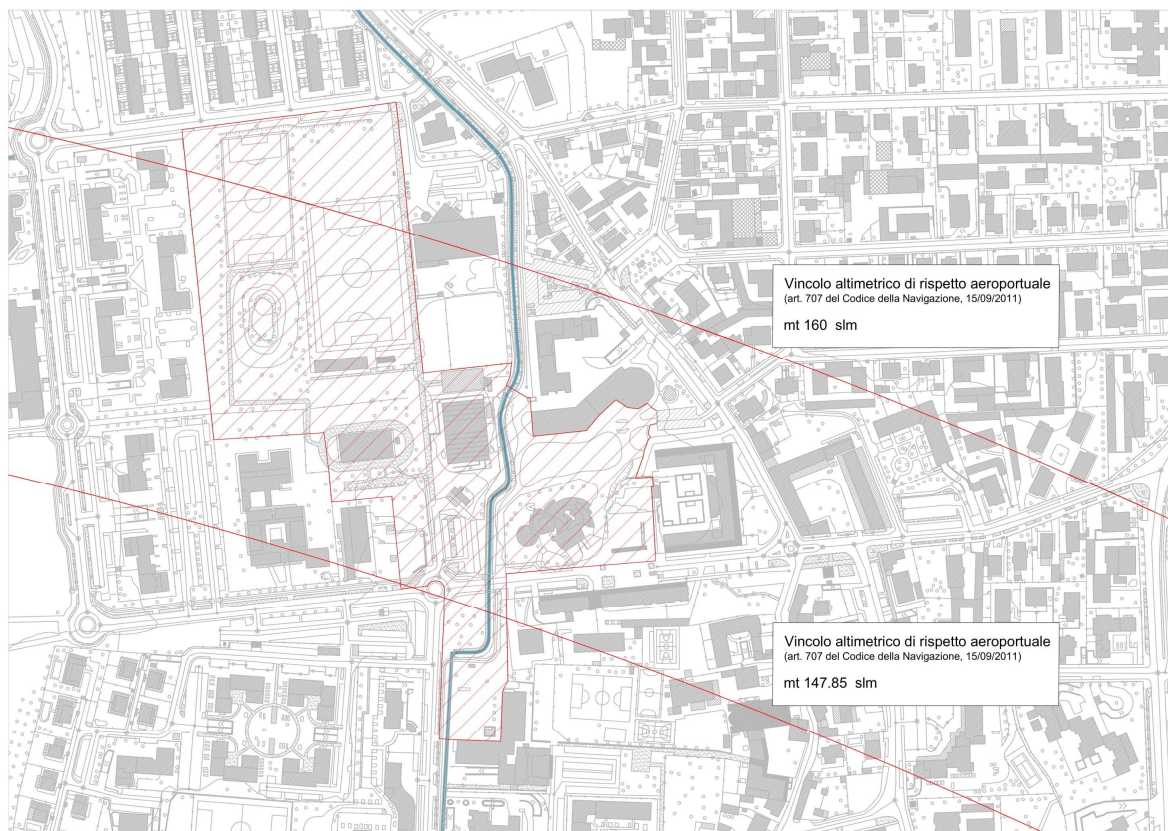 Vincolo altimetrico di rispetto aeroportuale
(art. 707 del Codice della Navigazione, 15/09/2011)
mt 160 slm
Vincolo altimetrico di rispetto aeroportuale
(art. 707 del Codice della Navigazione, 15/09/2011)
mt 147.85 slm